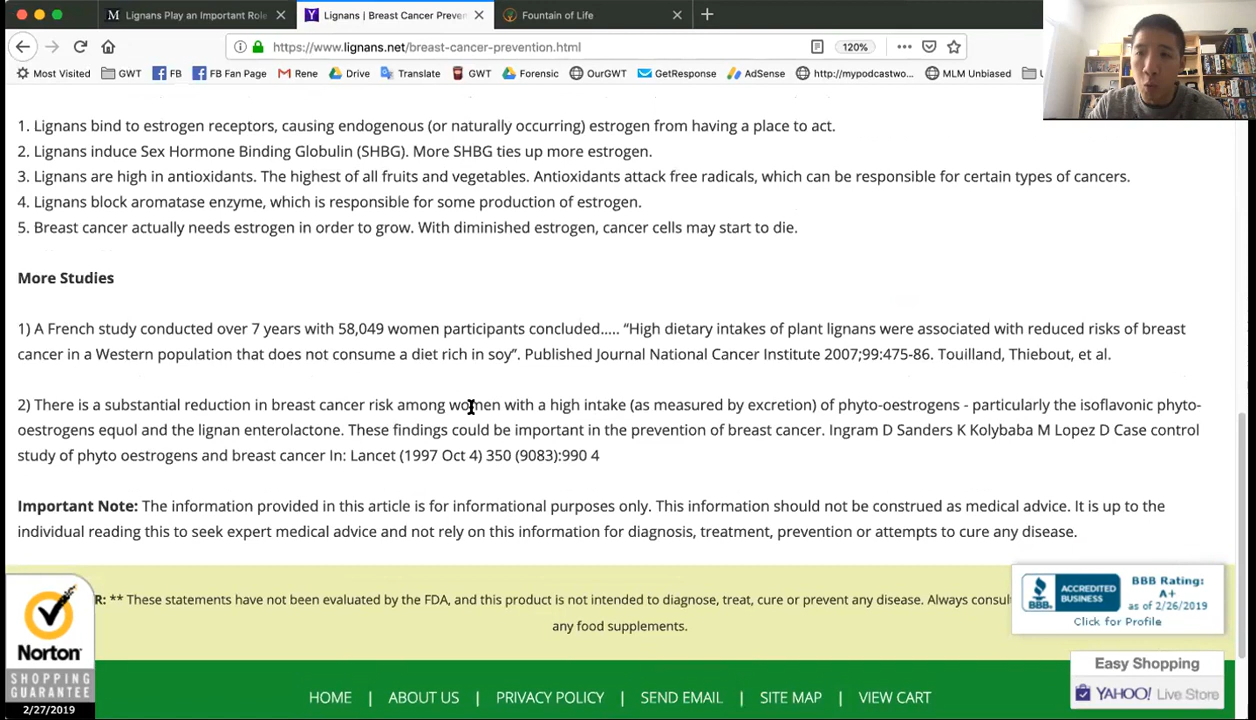 Lignans Play an Important Role
Lignans | Breast Cancer Preven
Fountain of Life
https://www.lignans.net/breast-cancer-prevention.html
120%
Most Visited GWT FB FB Fan Page Rene Drive Translate GWT Forensic OurGWT GetResponse AdSense http://mypodcastwo... MLM Unbiased
1. Lignans bind to estrogen receptors, causing endogenous (or naturally occurring) estrogen from having a place to act.
2. Lignans induce Sex Hormone Binding Globulin (SHBG). More SHBG ties up more estrogen.
3. Lignans are high in antioxidants. The highest of all fruits and vegetables. Antioxidants attack free radicals, which can be responsible for certain types of cancers.
4. Lignans block aromatase enzyme, which is responsible for some production of estrogen.
5. Breast cancer actually needs estrogen in order to grow. With diminished estrogen, cancer cells may start to die.
More Studies
1) A French study conducted over 7 years with 58,049 women participants concluded..... “High dietary intakes of plant lignans were associated with reduced risks of breast
cancer in a Western population that does not consume a diet rich in soy”. Published Journal National Cancer Institute 2007;99:475-86. Touilland, Thiebout, et al.
2) There is a substantial reduction in breast cancer risk among women with a high intake (as measured by excretion) of phyto-oestrogens - particularly the isoflavonic phyto-
oestrogens equol and the lignan enterolactone. These findings could be important in the prevention of breast cancer. Ingram D Sanders K Kolybaba M Lopez D Case control
study of phyto oestrogens and breast cancer In: Lancet (1997 Oct 4) 350 (9083):990 4
Important Note: The information provided in this article is for informational purposes only. This information should not be construed as medical advice. It is up to the
individual reading this to seek expert medical advice and not rely on this information for diagnosis, treatment, prevention or attempts to cure any disease.
R: ** These statements have not been evaluated by the FDA, and this product is not intended to diagnose, treat, cure or prevent any disease. Always consul
any food supplements.
Norton
SHOPPING
GUARANTEE
2/27/2019
BBB
ACCREDITED
BUSINESS
BBB Rating:
A+
as of 2/26/2019
Click for Profile
Easy Shopping
YAHOO! Live Store
HOME | ABOUT US | PRIVACY POLICY | SEND EMAIL | SITE MAP | VIEW CART